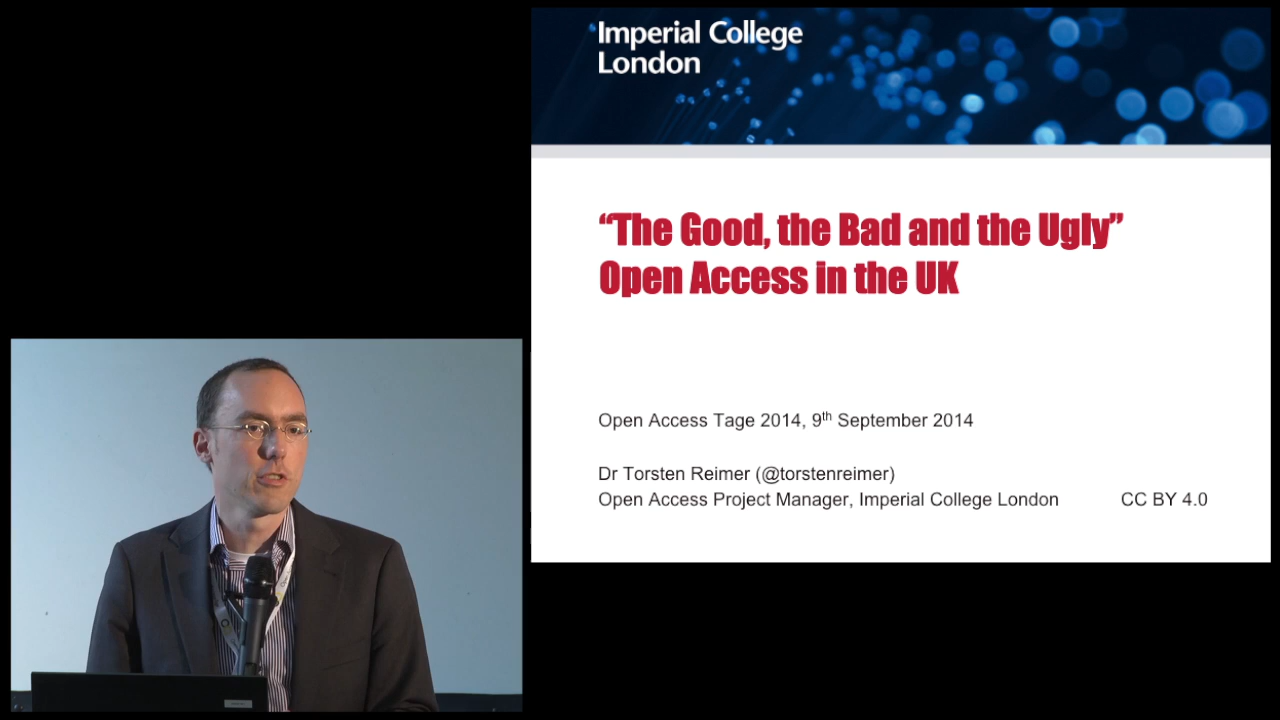 Imperial College
London
“The Good, the Bad and the Ugly”
Open Access in the UK
Open Access Tage 2014, 9th September 2014
Dr Torsten Reimer (@torstenreimer)
Open Access Project Manager, Imperial College London CC BY 4.0